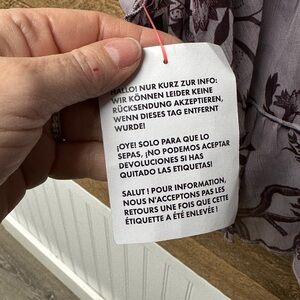 HALLO! NUR KURZ ZUR INFO:
WIR KÖNNEN LEIDER KEINE
RÜCKSENDUNG AKZEPTIEREN,
WENN DIESES TAG ENTFERNT
WURDE!
¡OYE! SOLO PARA QUE LO
SEPAS, ¡NO PODEMOS ACEPTAR
DEVOLUCIONES SI HAS
QUITADO LAS ETIQUETAS!
SALUT ! POUR INFORMATION,
NOUS N'ACCEPTONS PAS LES
RETOURS UNE FOIS QUE CETTE
ÉTIQUETTE A ÉTÉ ENLEVÉE !